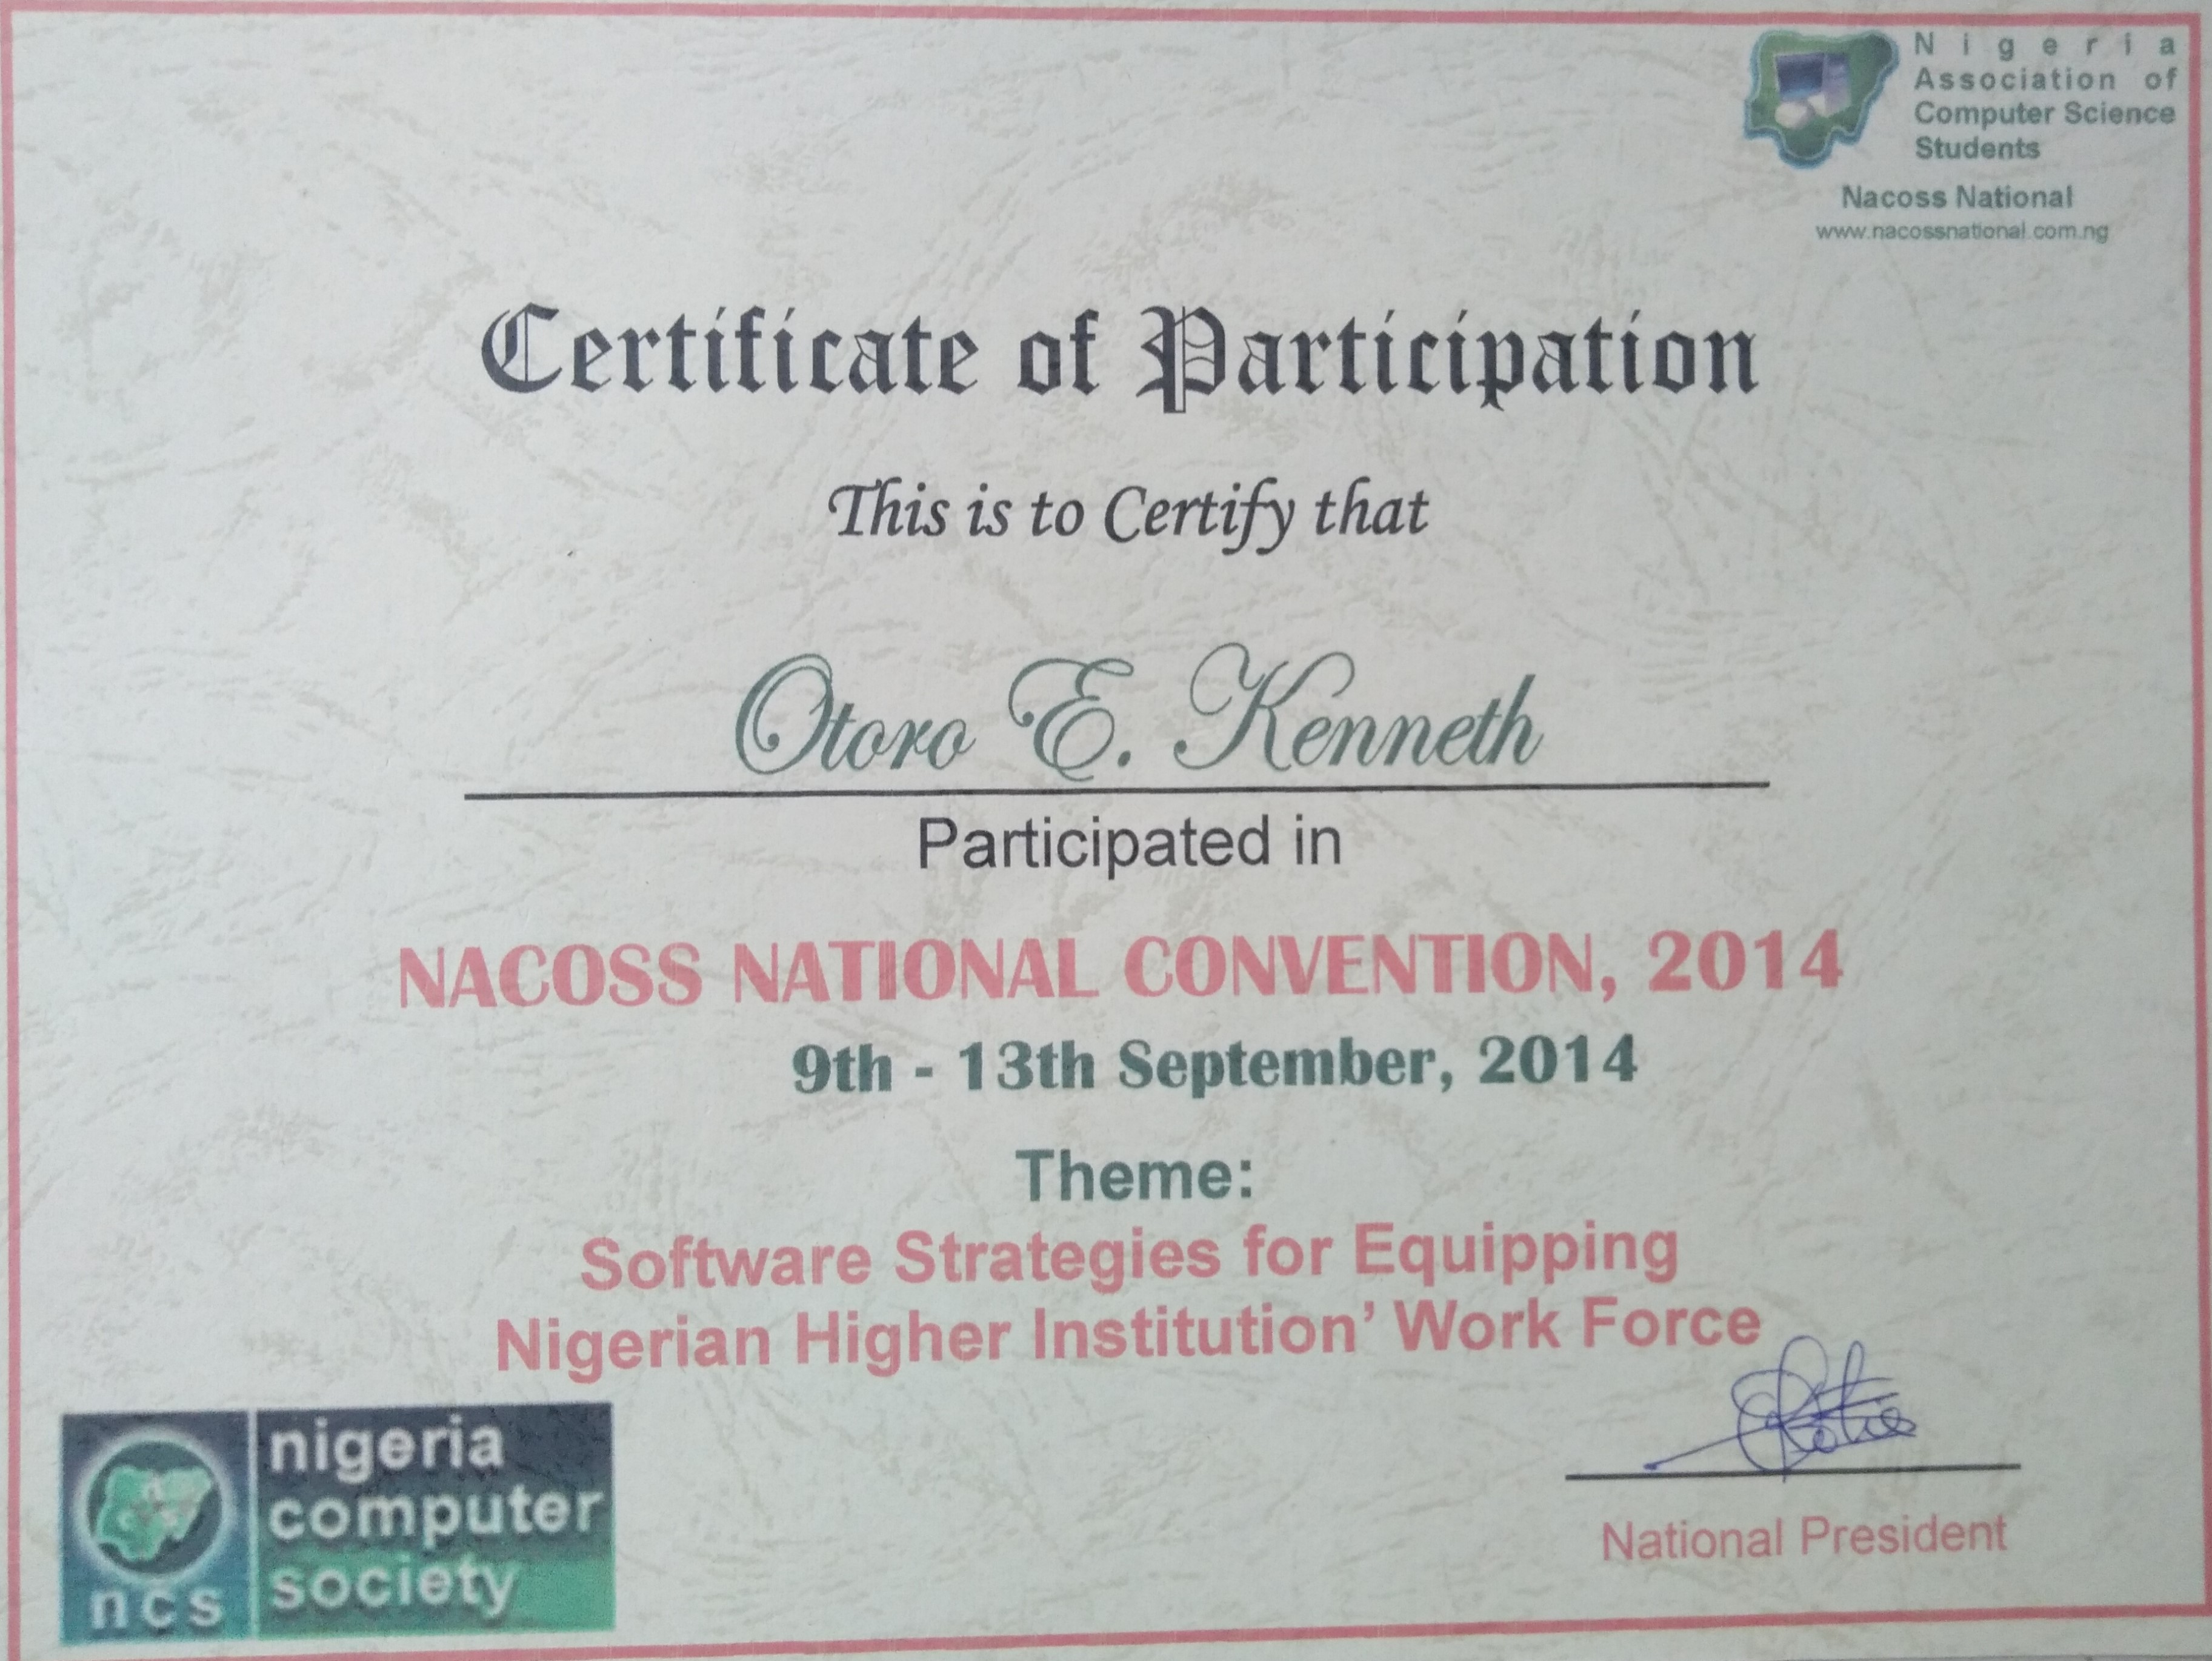 Nigeria
Association of
Computer Science
Students
Nacoss National
www.nacossnational.com.ng
Certificate of Participation
This is to Certify that
Otoro E. Kenneth
Participated in
NACOSS NATIONAL CONVENTION, 2014
9th - 13th September, 2014
Theme:
Software Strategies for Equipping
Nigerian Higher Institution' Work Force
nigeria
computer
society
ncs
National President